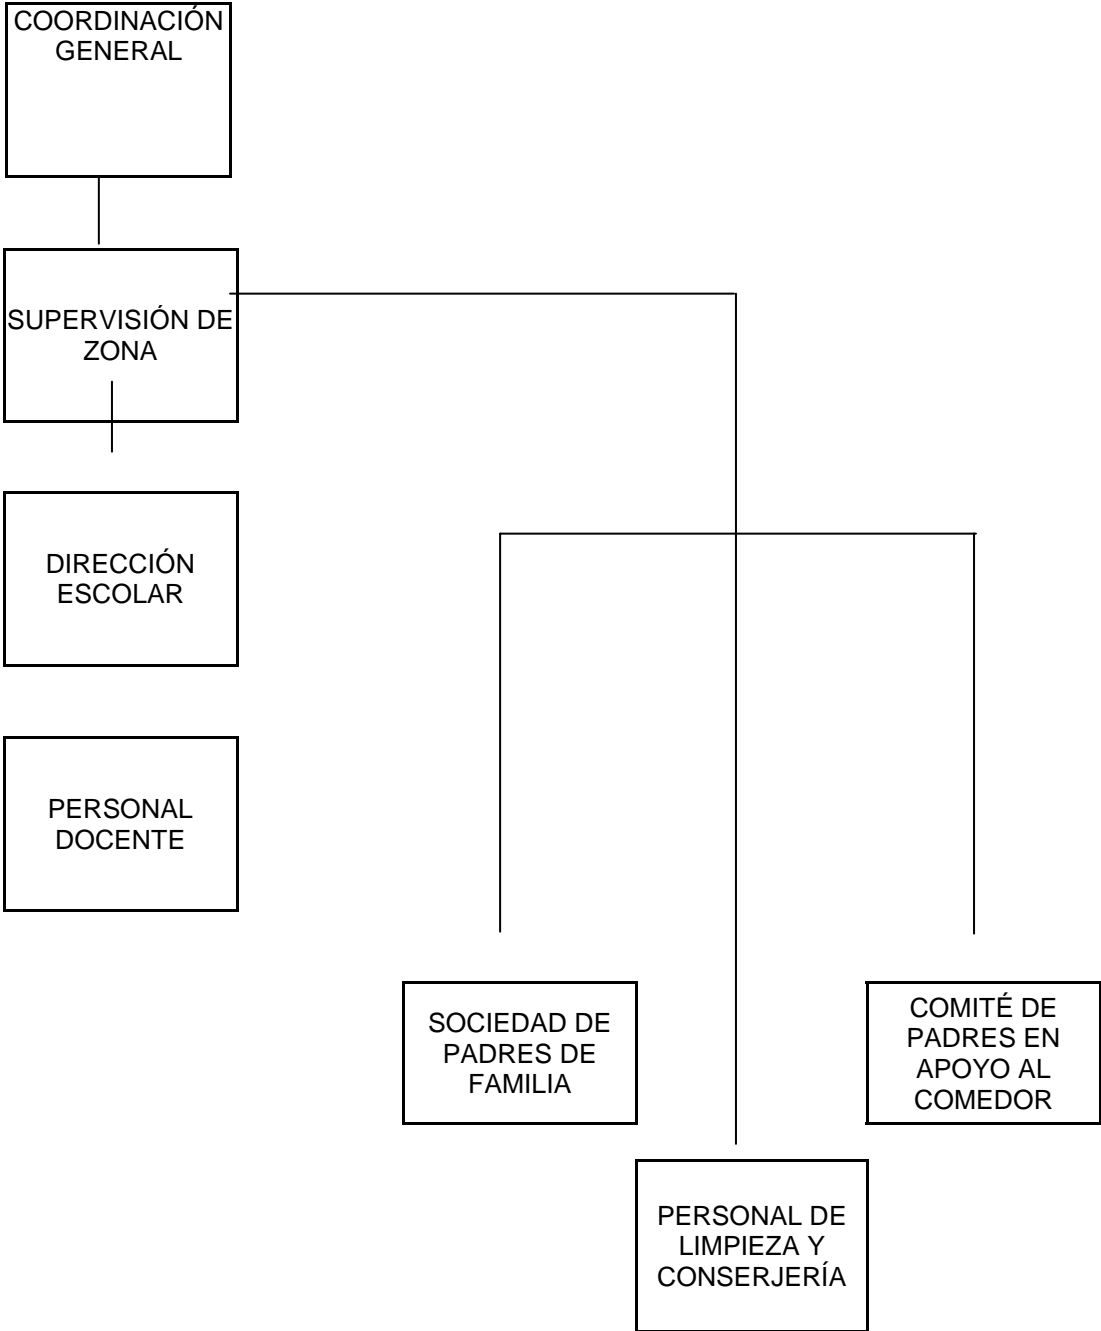 COORDINACIÓN
GENERAL
SUPERVISIÓN DE
ZONA
DIRECCIÓN
ESCOLAR
PERSONAL
DOCENTE
SOCIEDAD DE
PADRES DE
FAMILIA
COMITÉ DE
PADRES EN
APOYO AL
COMEDOR
PERSONAL DE
LIMPIEZA Y
CONSERJERÍA